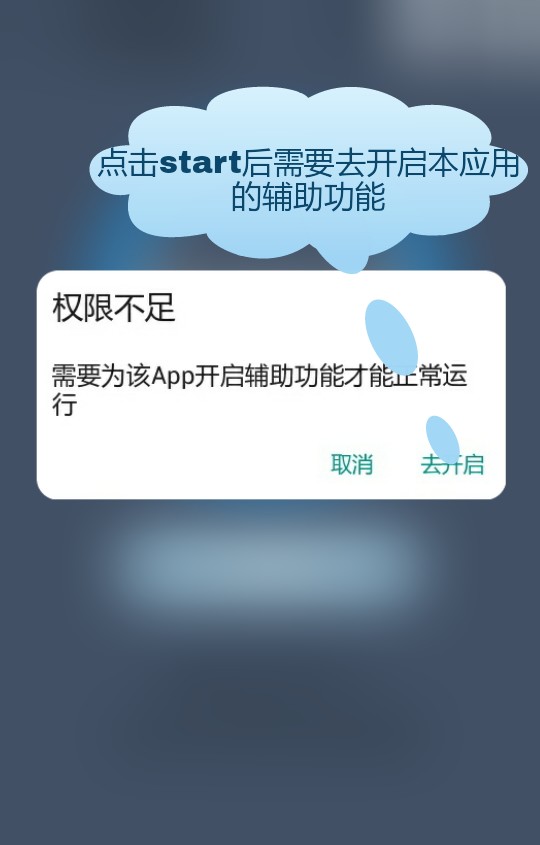 点击start后需要去开启本应用
的辅助功能
权限不足
需要为该App开启辅助功能才能正常运
行
取消
去开启